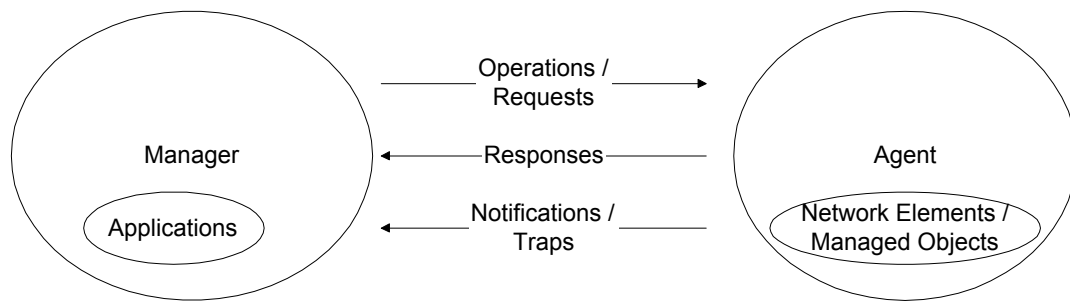 Operations /
Requests
Manager
Responses
Agent
Applications
Notifications /
Traps
Network Elements /
Managed Objects